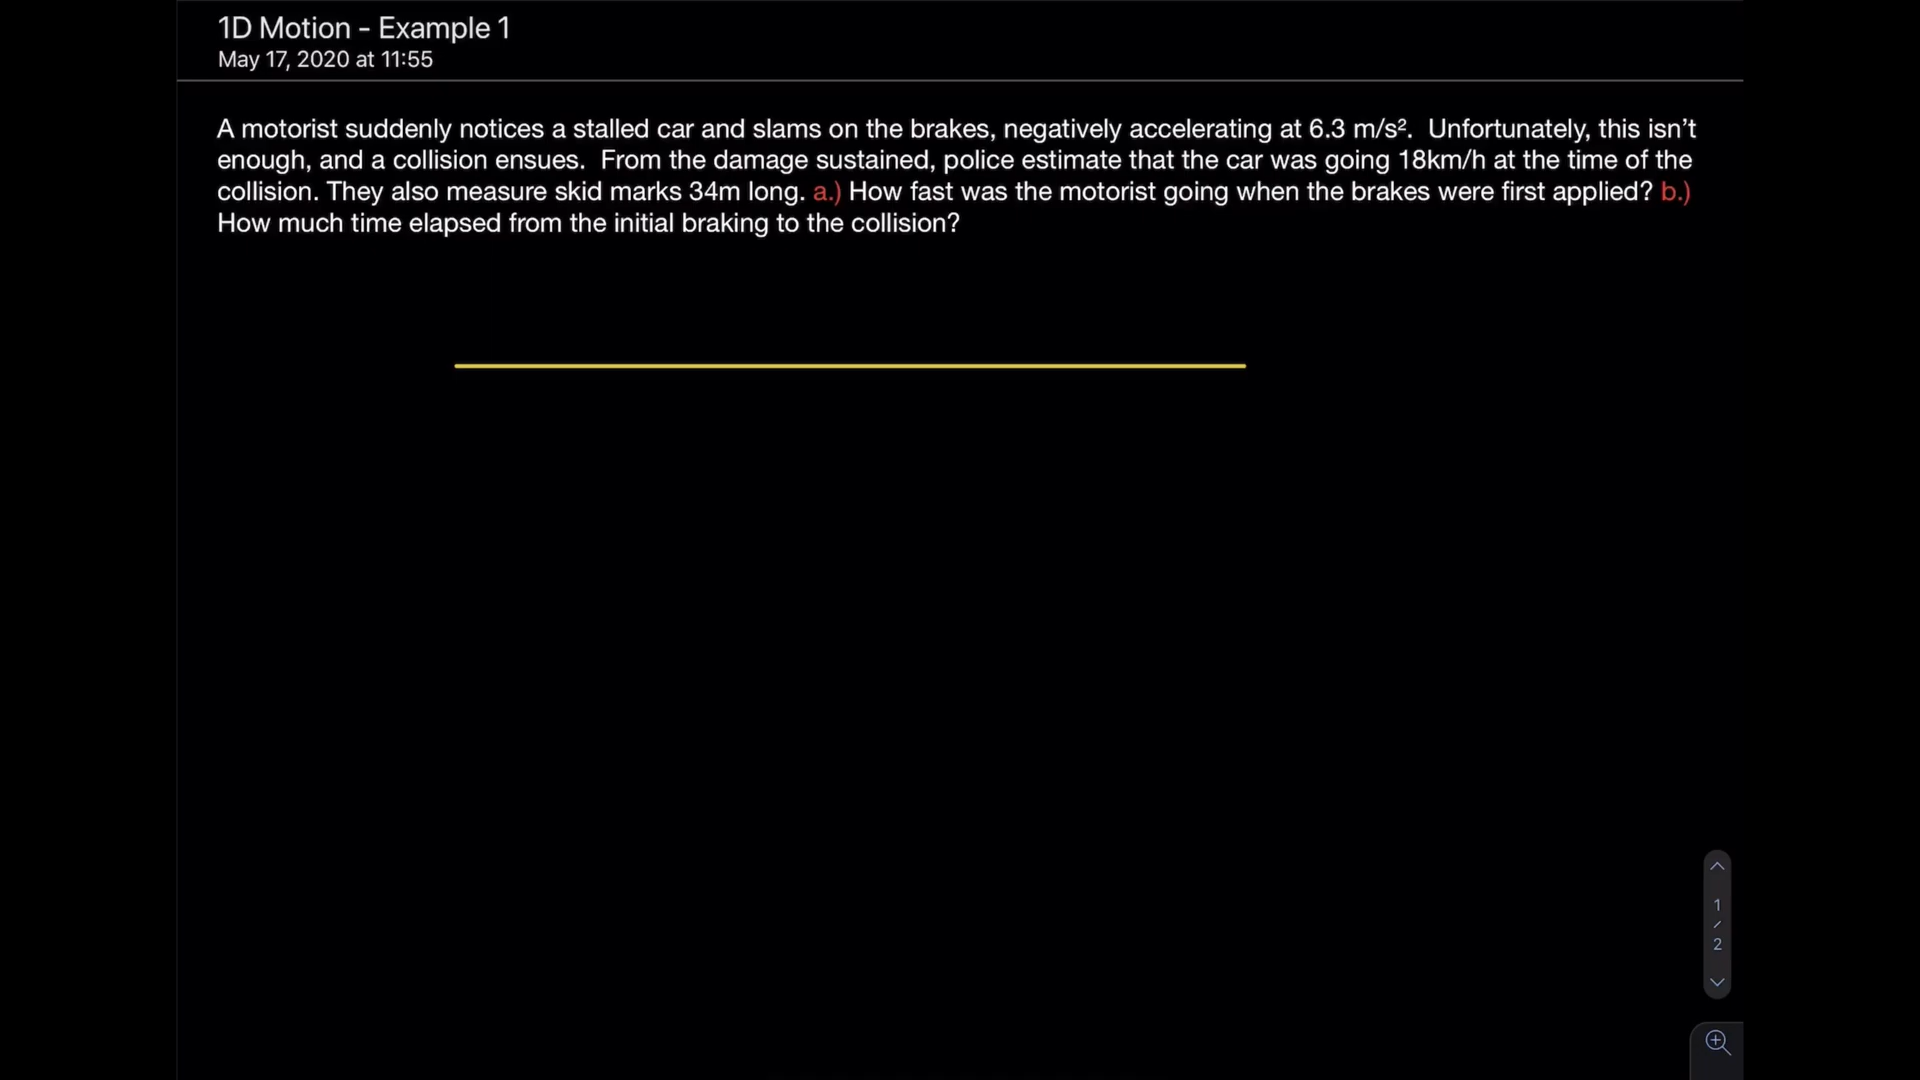 1D Motion - Example 1
May 17, 2020 at 11:55
A motorist suddenly notices a stalled car and slams on the brakes, negatively accelerating at 6.3 m/s².  Unfortunately, this isn’t
enough, and a collision ensues.  From the damage sustained, police estimate that the car was going 18km/h at the time of the
collision. They also measure skid marks 34m long. a.) How fast was the motorist going when the brakes were first applied? b.)
How much time elapsed from the initial braking to the collision?
1
/
2